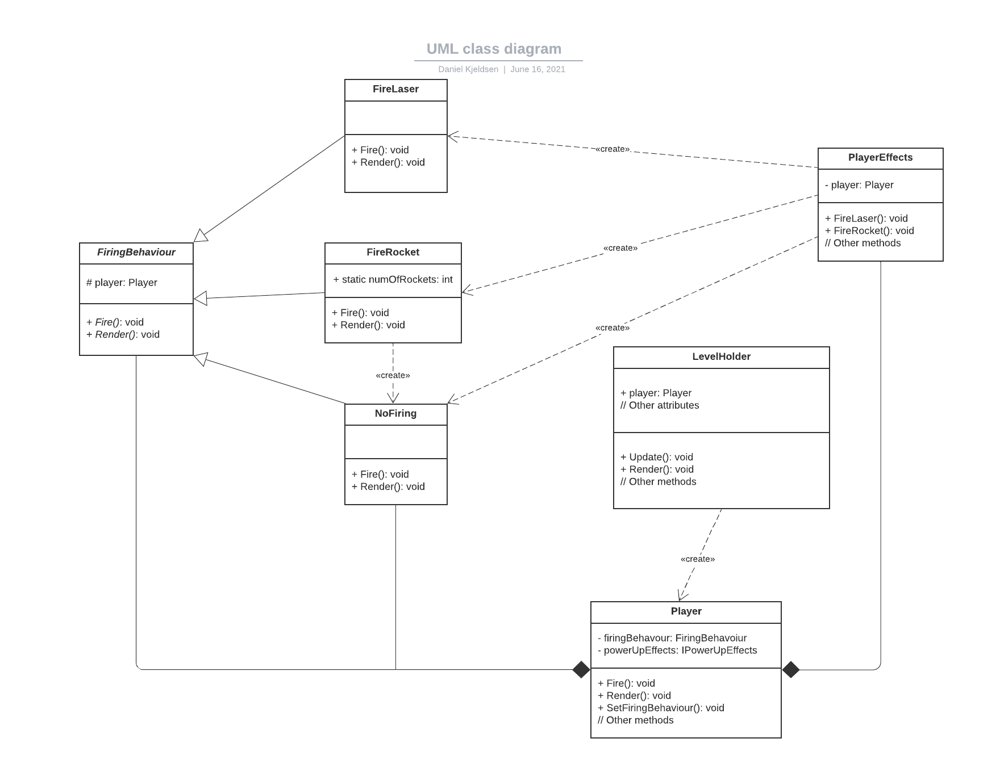 UML class diagram
Daniel Kjeldsen | June 16, 2021
FireLaser
+ Fire(): void
+ Render(): void
«create»
PlayerEffects
- player: Player
+ FireLaser(): void
+ FireRocket(): void
// Other methods
FiringBehaviour
# player: Player
+ Fire(): void
+ Render(): void
FireRocket
+ static numOfRockets: int
+ Fire(): void
+ Render(): void
«create»
«create»
«create»
NoFiring
+ Fire(): void
+ Render(): void
LevelHolder
+ player: Player
// Other attributes
+ Update(): void
+ Render(): void
// Other methods
«create»
Player
- firingBehavour: FiringBehavoiur
- powerUpEffects: IPowerUpEffects
+ Fire(): void
+ Render(): void
+ SetFiringBehaviour(): void
// Other methods